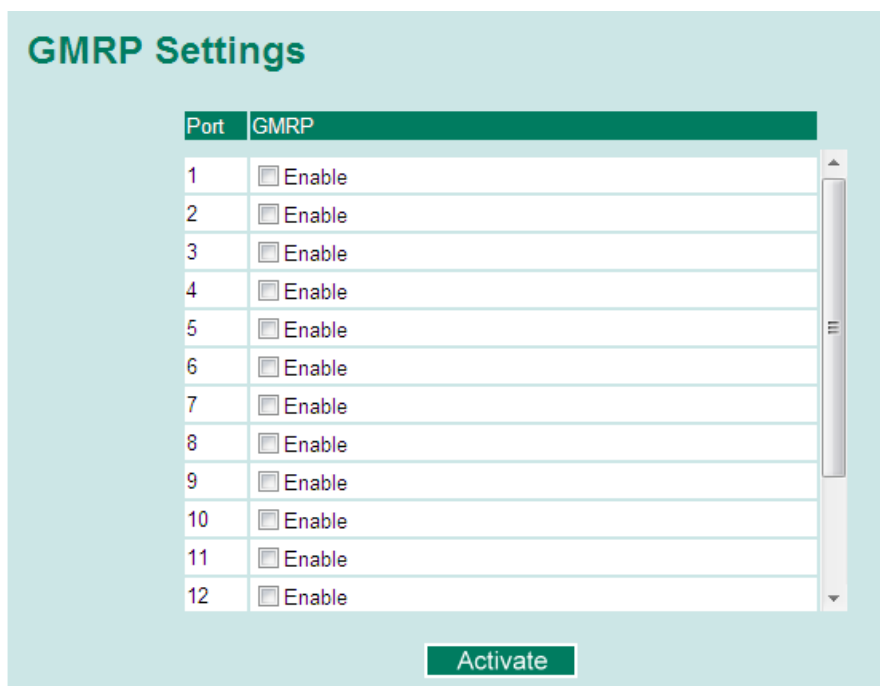 GMRP Settings
Port GMRP
1 Enable
2 Enable
3 Enable
4 Enable
5 Enable
6 Enable
7 Enable
8 Enable
9 Enable
10 Enable
11 Enable
12 Enable
Activate